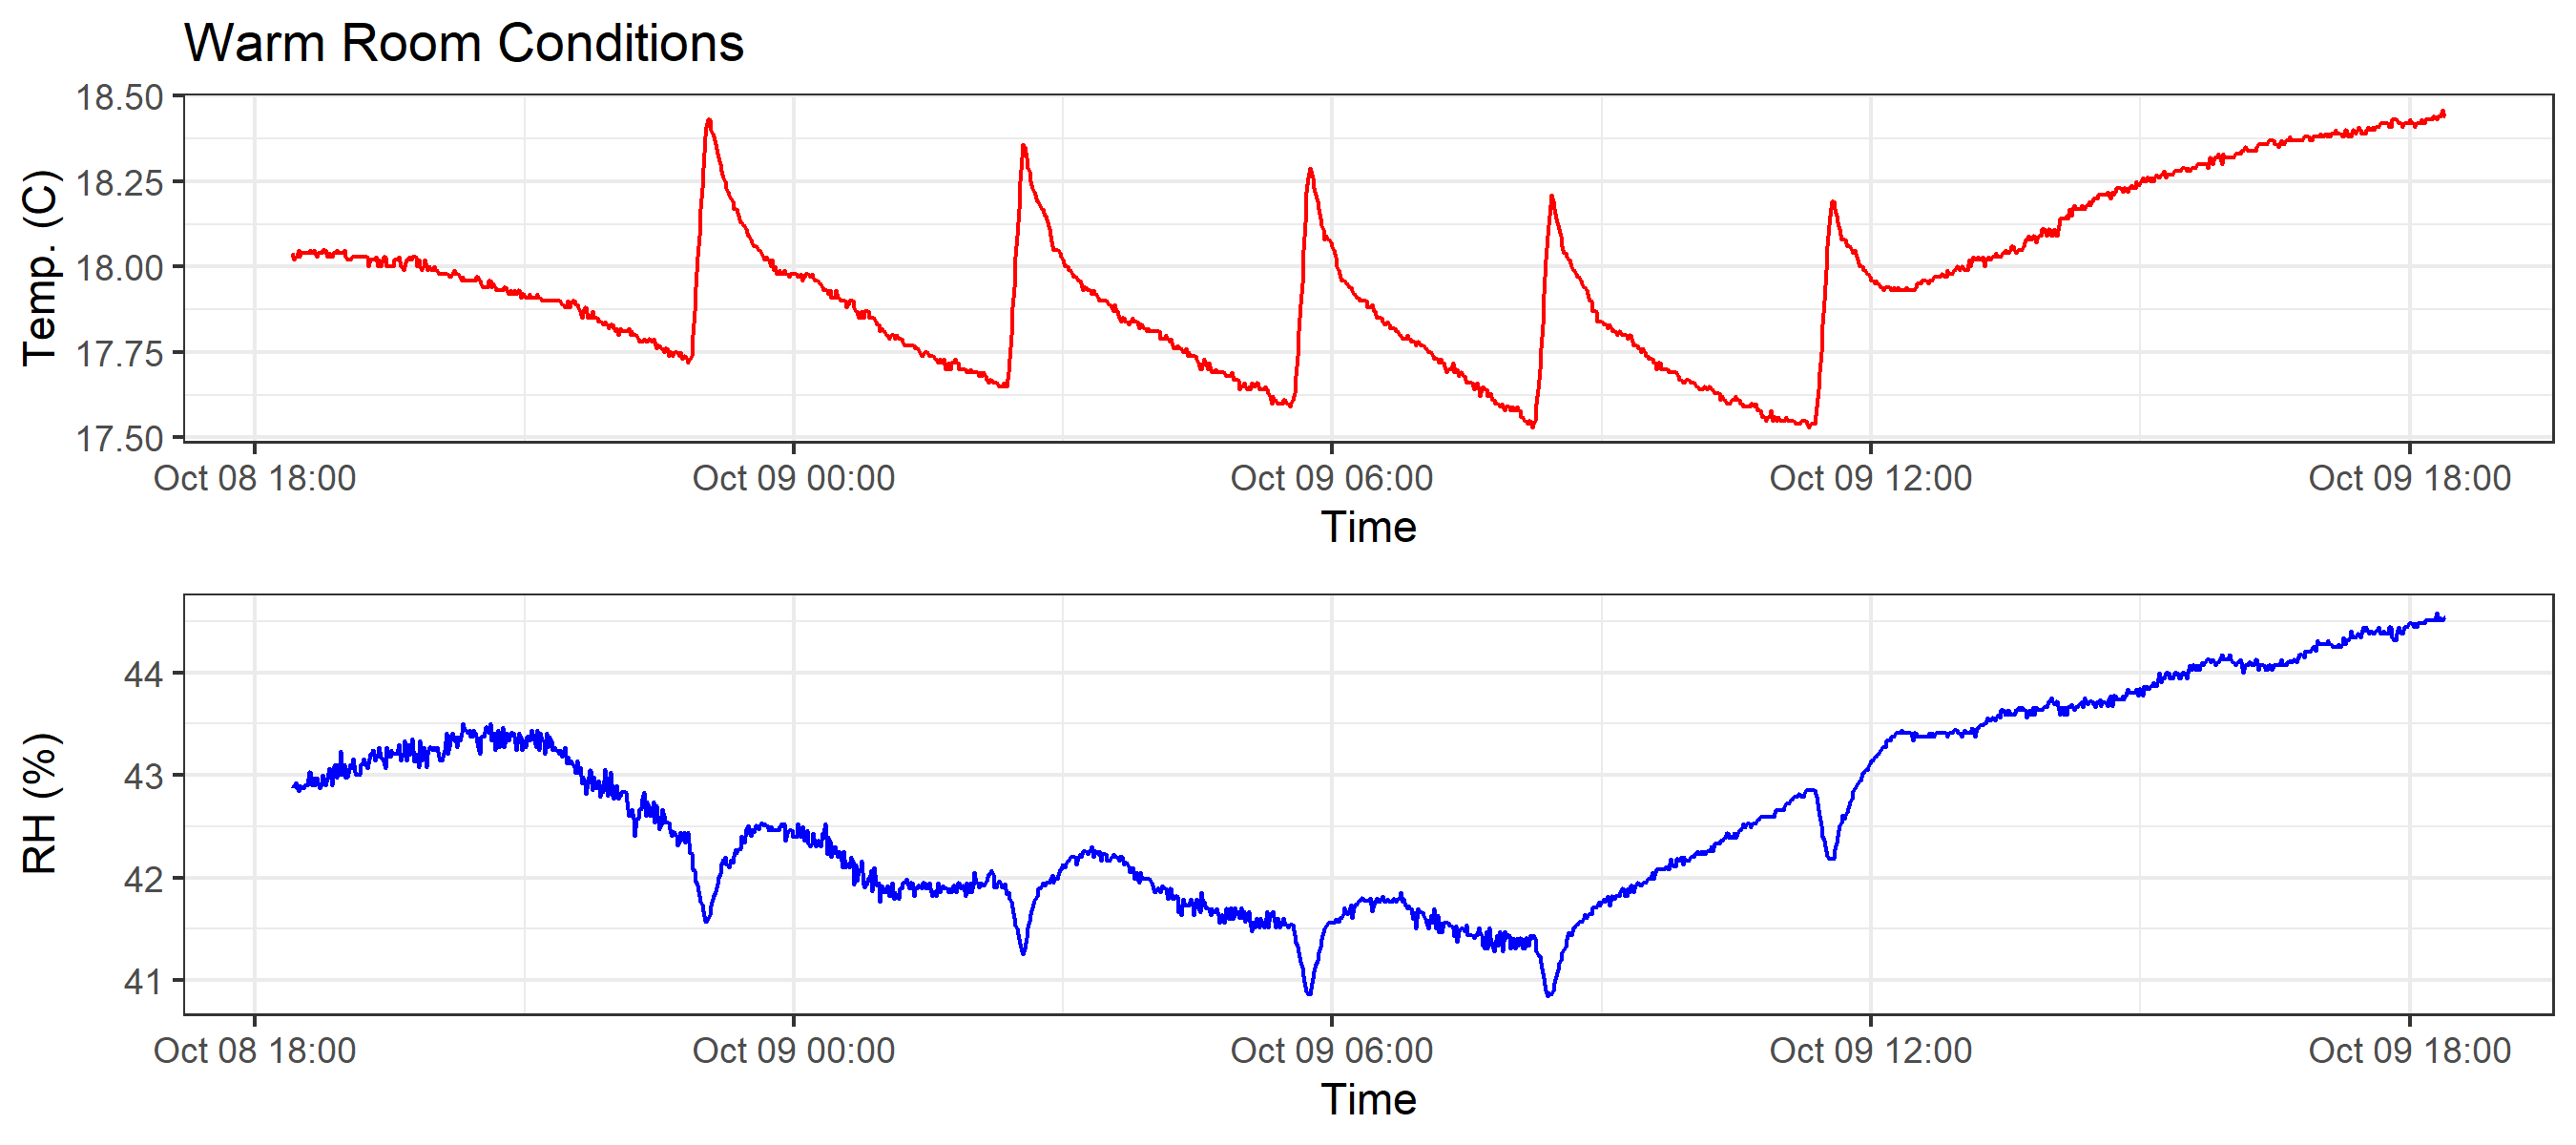 Warm Room Conditions
Temp. (C)
18.50
18.25
18.00
17.75
17.50
Oct 08 18:00 Oct 09 00:00 Oct 09 06:00 Oct 09 12:00 Oct 09 18:00
Time
RH (%)
44
43
42
41
Oct 08 18:00 Oct 09 00:00 Oct 09 06:00 Oct 09 12:00 Oct 09 18:00
Time